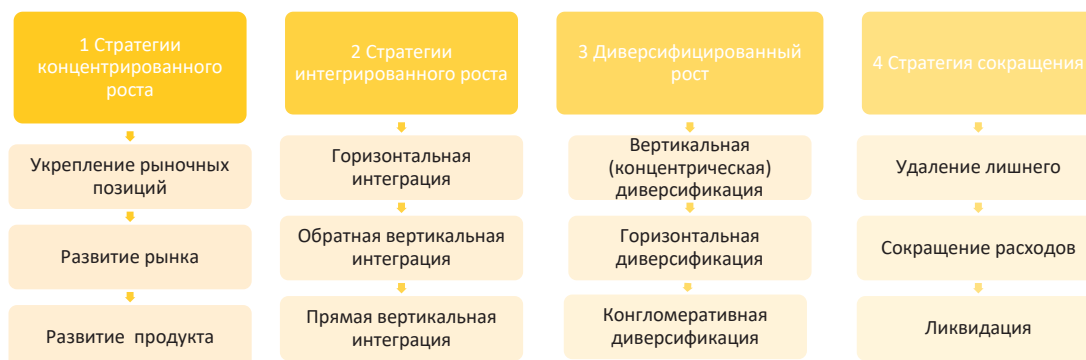 1 Стратегии
концентрированного
роста
Укрепление рыночных
позиций
Развитие рынка
Развитие продукта
2 Стратегии
интегрированного роста
Горизонтальная
интеграция
Обратная вертикальная
интеграция
Прямая вертикальная
интеграция
3 Диверсифицированный
рост
Вертикальная
(концентрическая)
диверсификация
Горизонтальная
диверсификация
Конгломеративная
диверсификация
4 Стратегия сокращения
Удаление лишнего
Сокращение расходов
Ликвидация